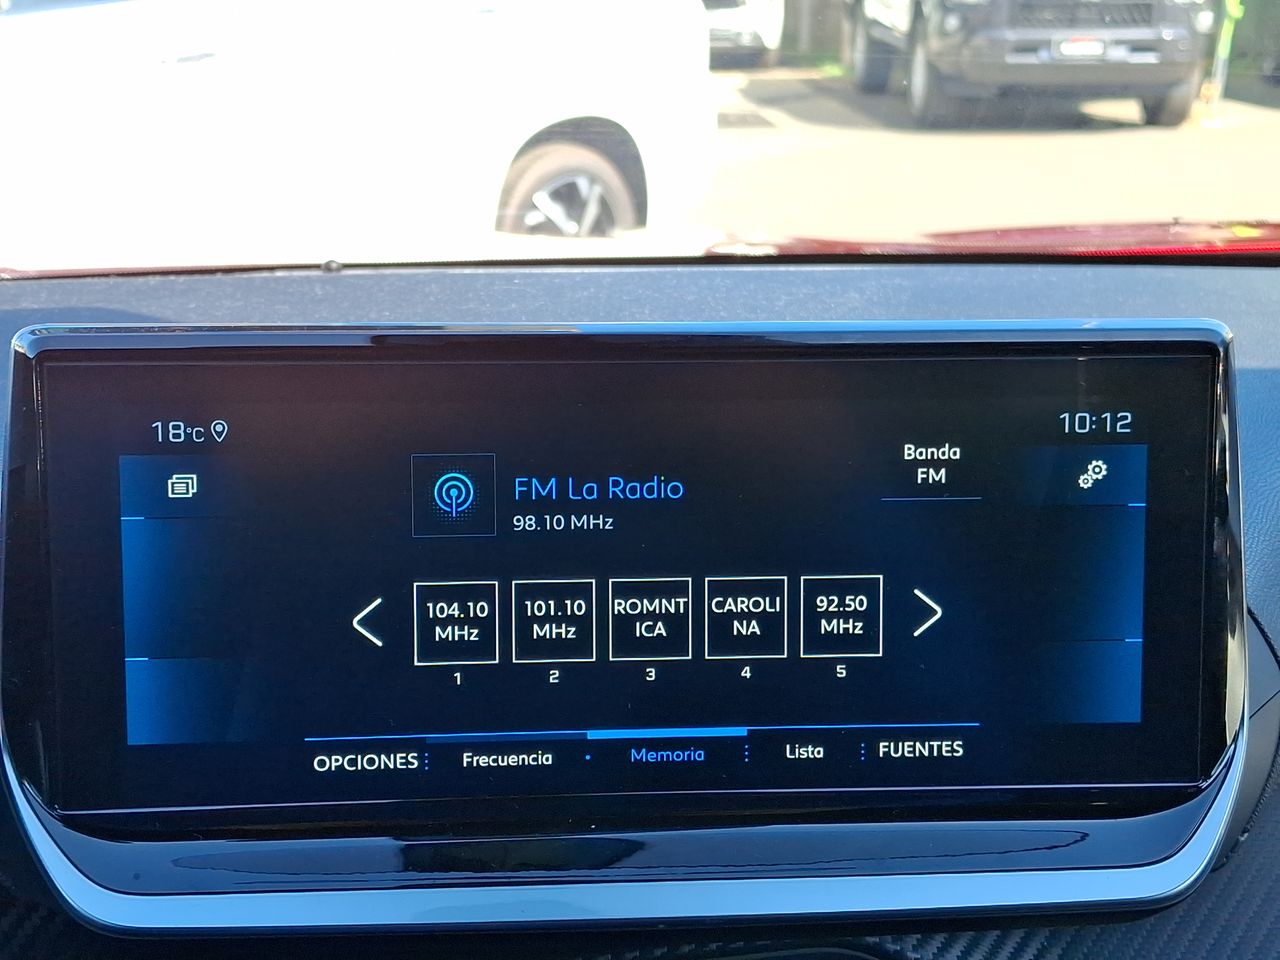 18°C
10:12
FM La Radio
98.10 MHz
Banda
FM
104.10
MHz
1
101.10
MHz
2
ROMNT
ICA
3
CAROLI
NA
4
92.50
MHz
5
OPCIONES
Frecuencia
Memoria
Lista
FUENTES